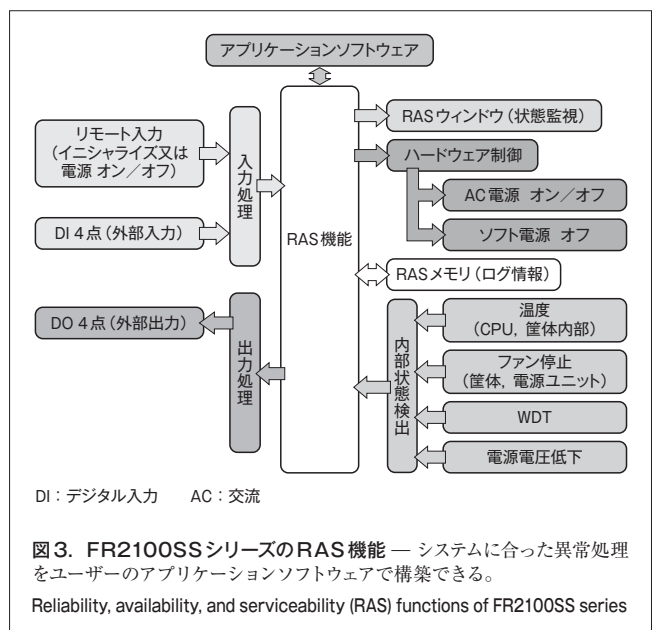 アプリケーションソフトウェア
リモート入力
(イニシャライズ又は
電源 オン／オフ)
DI 4点(外部入力)
入力処理
DO 4点(外部出力)
出力処理
RAS機能
RASウィンドウ(状態監視)
ハードウェア制御
AC電源 オン／オフ
ソフト電源 オフ
RASメモリ(ログ情報)
内部状態検出
温度
(CPU, 筐体内部)
ファン停止
(筐体, 電源ユニット)
WDT
電源電圧低下
DI：デジタル入力　AC：交流
図3. FR2100SSシリーズのRAS機能 — システムに合った異常処理
をユーザーのアプリケーションソフトウェアで構築できる。
Reliability, availability, and serviceability (RAS) functions of FR2100SS series